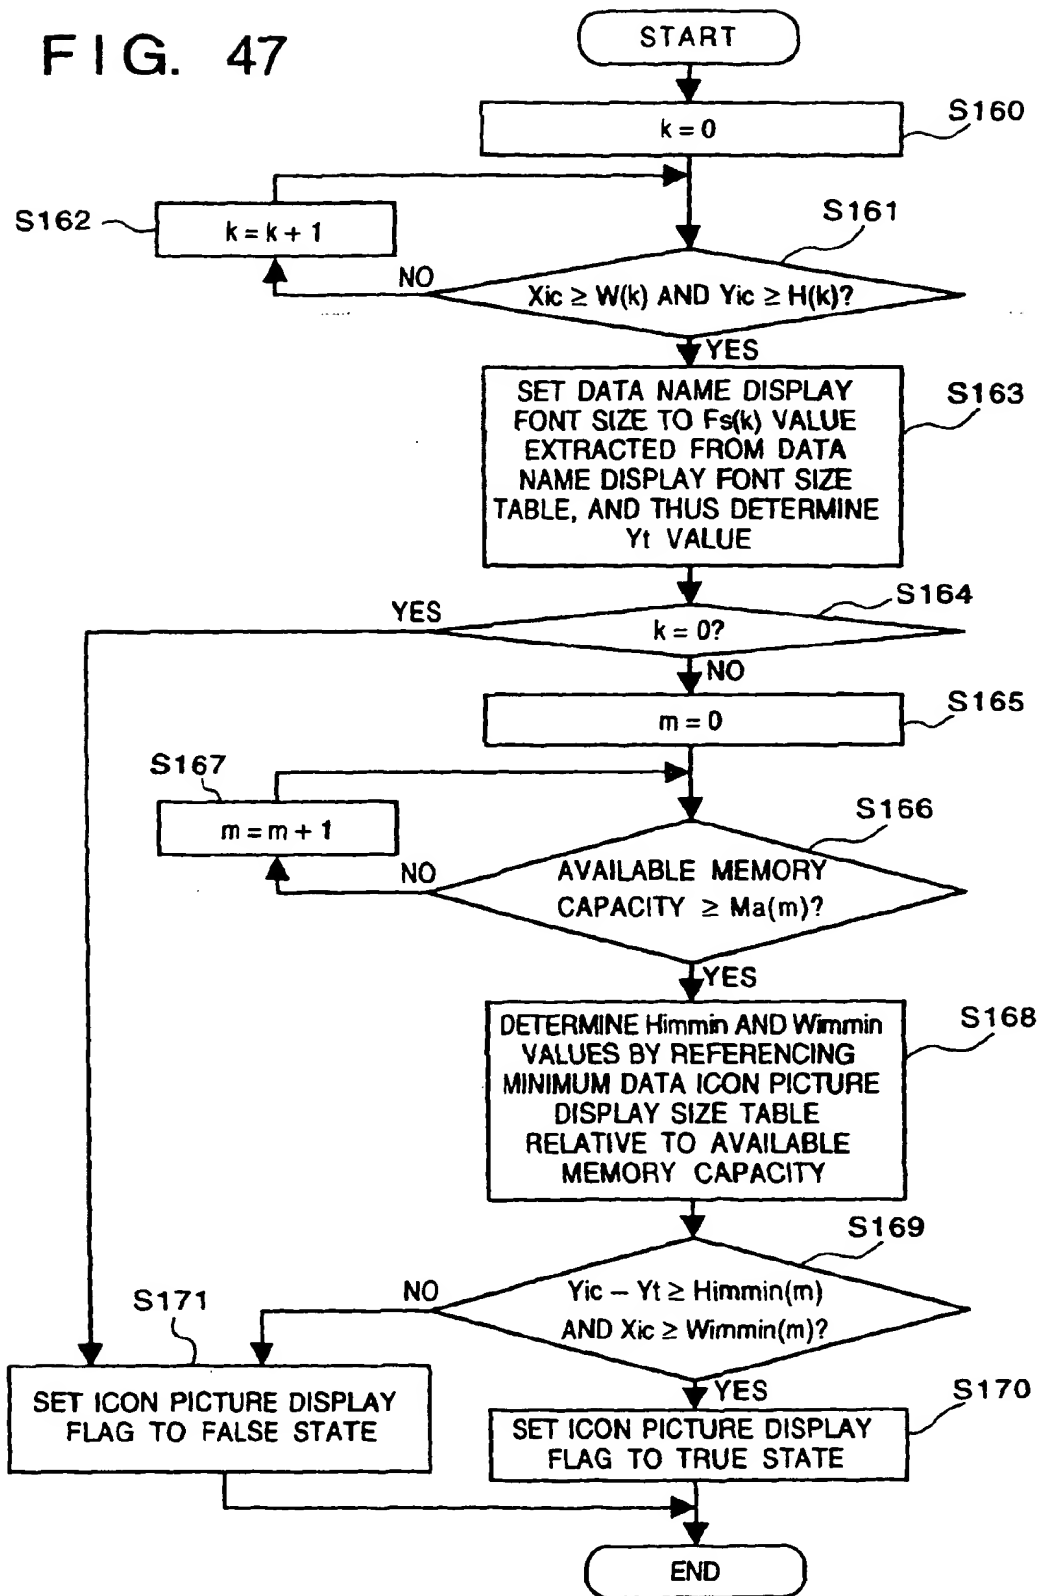 FIG. 47
START
k = 0
S160
S162
k = k + 1
S161
NO
Xic ≥ W(k) AND Yic ≥ H(k)?
YES
SET DATA NAME DISPLAY
FONT SIZE TO Fs(k) VALUE
EXTRACTED FROM DATA
NAME DISPLAY FONT SIZE
TABLE, AND THUS DETERMINE
Yt VALUE
S163
S164
YES
k = 0?
NO
S165
m = 0
S167
m = m + 1
S166
NO
AVAILABLE MEMORY
CAPACITY ≥ Ma(m)?
YES
DETERMINE Himmin AND Wimmin
VALUES BY REFERENCING
MINIMUM DATA ICON PICTURE
DISPLAY SIZE TABLE
RELATIVE TO AVAILABLE
MEMORY CAPACITY
S168
S169
NO
Yic – Yt ≥ Himmin(m)
AND Xic ≥ Wimmin(m)?
S171
YES
S170
SET ICON PICTURE DISPLAY
FLAG TO FALSE STATE
SET ICON PICTURE DISPLAY
FLAG TO TRUE STATE
END